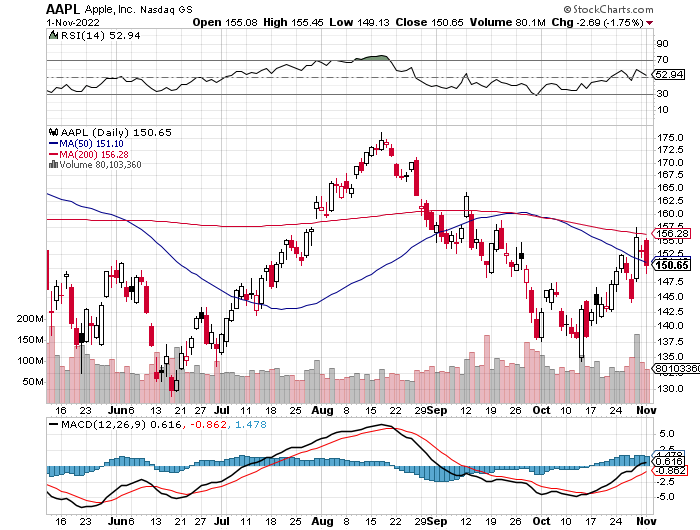 AAPL Apple, Inc. Nasdaq GS © StockCharts.com
1-Nov-2022 Open 155.08 High 155.45 Low 149.13 Close 150.65 Volume 80.1M Chg -2.69 (-1.75%)
RSI(14) 52.94
90
70
52.94
30
10
AAPL (Daily) 150.65
MA(50) 151.10
MA(200) 156.28
Volume 80,103,360
175.0
172.5
170.0
167.5
165.0
162.5
160.0
157.5
156.28
155.0
152.5
150.65
147.5
145.0
142.5
140.0
137.5
135.0
132.5
130.0
200M
150M
100M
50M
80103360
16 23 Jun 6 13 21 27 Jul 11 18 25 Aug 8 15 22 29 Sep 12 19 26 Oct 10 17 24 Nov
MACD(12,26,9) 0.616, -0.862, 1.478
5.0
2.5
1.478
0.616
-0.862
-2.5
-5.0
16 23 Jun 6 13 21 27 Jul 11 18 25 Aug 8 15 22 29 Sep 12 19 26 Oct 10 17 24 Nov